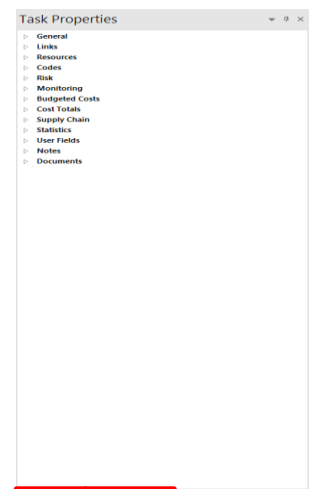 Task Properties
General
Links
Resources
Codes
Risk
Monitoring
Budgeted Costs
Cost Totals
Supply Chain
Statistics
User Fields
Notes
Documents